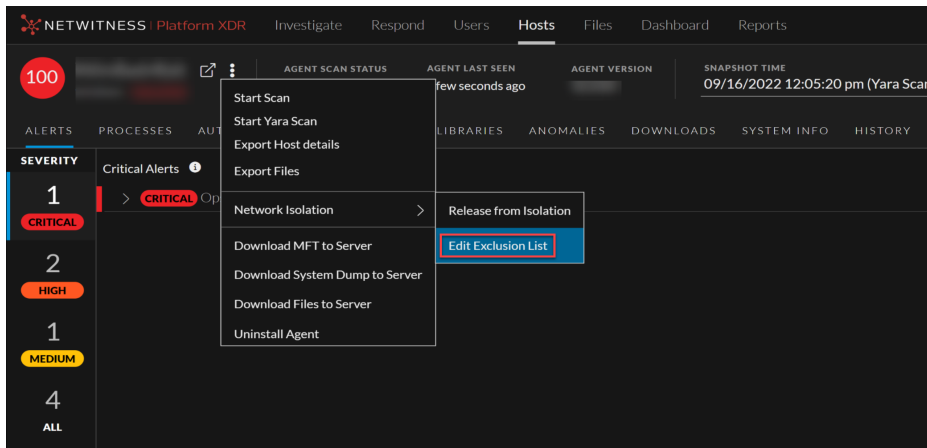 NETWITNESS | Platform XDR Investigate Respond Users Hosts Files Dashboard Reports
100
AGENT SCAN STATUS AGENT LAST SEEN AGENT VERSION SNAPSHOT TIME
few seconds ago 09/16/2022 12:05:20 pm (Yara Scan
ALERTS PROCESSES AUT LIBRARIES ANOMALIES DOWNLOADS SYSTEM INFO HISTORY
Start Scan
Start Yara Scan
Export Host details
Export Files
Network Isolation
Release from Isolation
Edit Exclusion List
Download MFT to Server
Download System Dump to Server
Download Files to Server
Uninstall Agent
SEVERITY
1
CRITICAL
2
HIGH
1
MEDIUM
4
ALL
Critical Alerts
CRITICAL Op